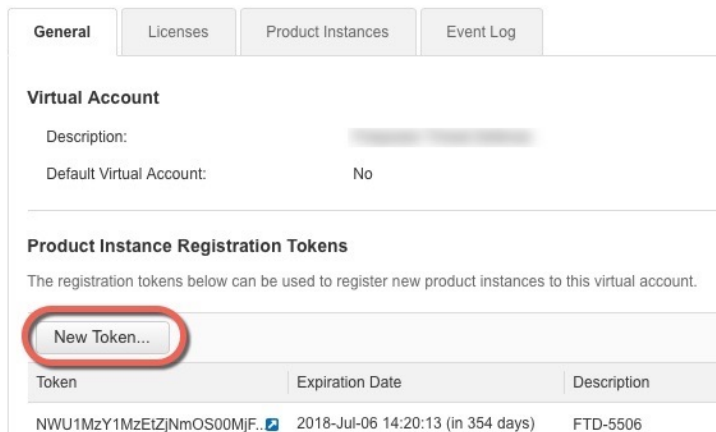 General Licenses Product Instances Event Log
Virtual Account
Description:
Default Virtual Account: No
Product Instance Registration Tokens
The registration tokens below can be used to register new product instances to this virtual account.
New Token...
Token Expiration Date Description
NWU1MzY1MzEtZjNmOS00MjF.. 2018-Jul-06 14:20:13 (in 354 days) FTD-5506